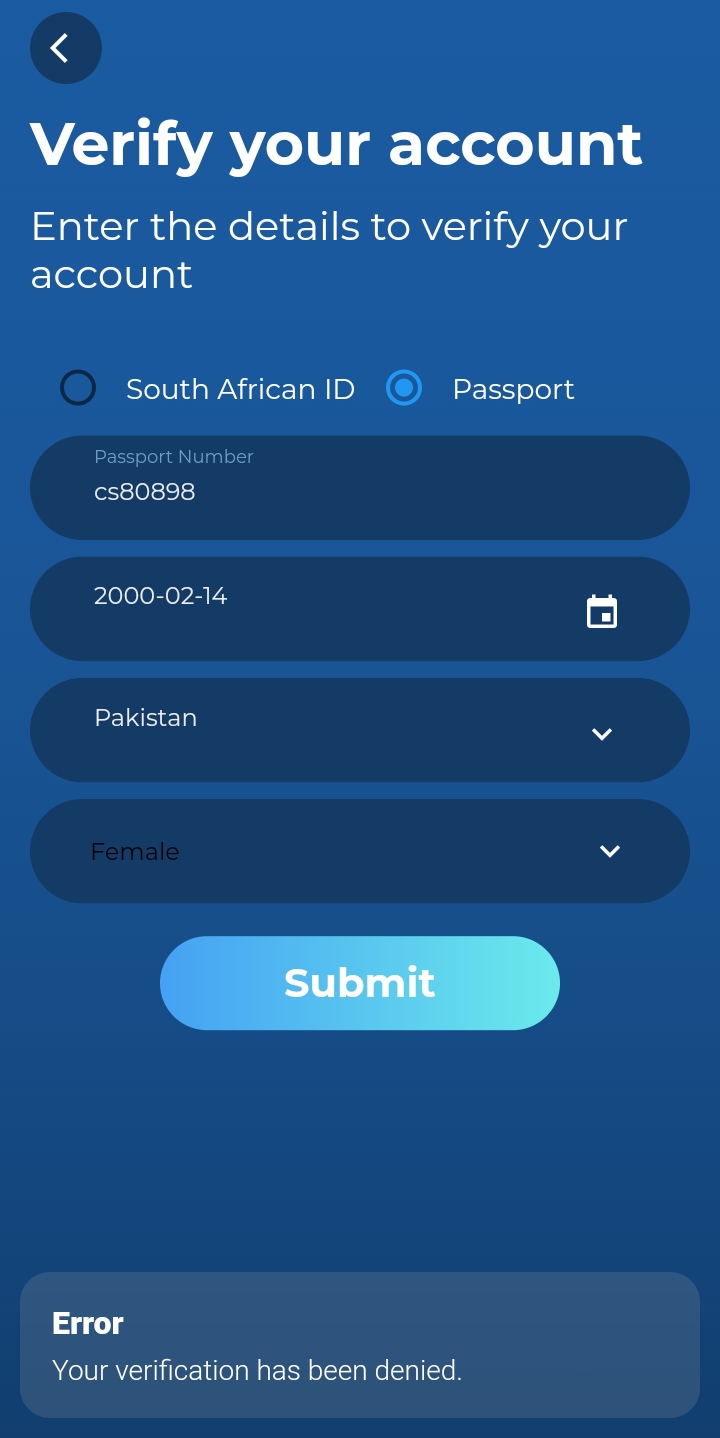 Verify your account
Enter the details to verify your
account
South African ID Passport
Passport Number
cs80898
2000-02-14
Pakistan
Female
Submit
Error
Your verification has been denied.